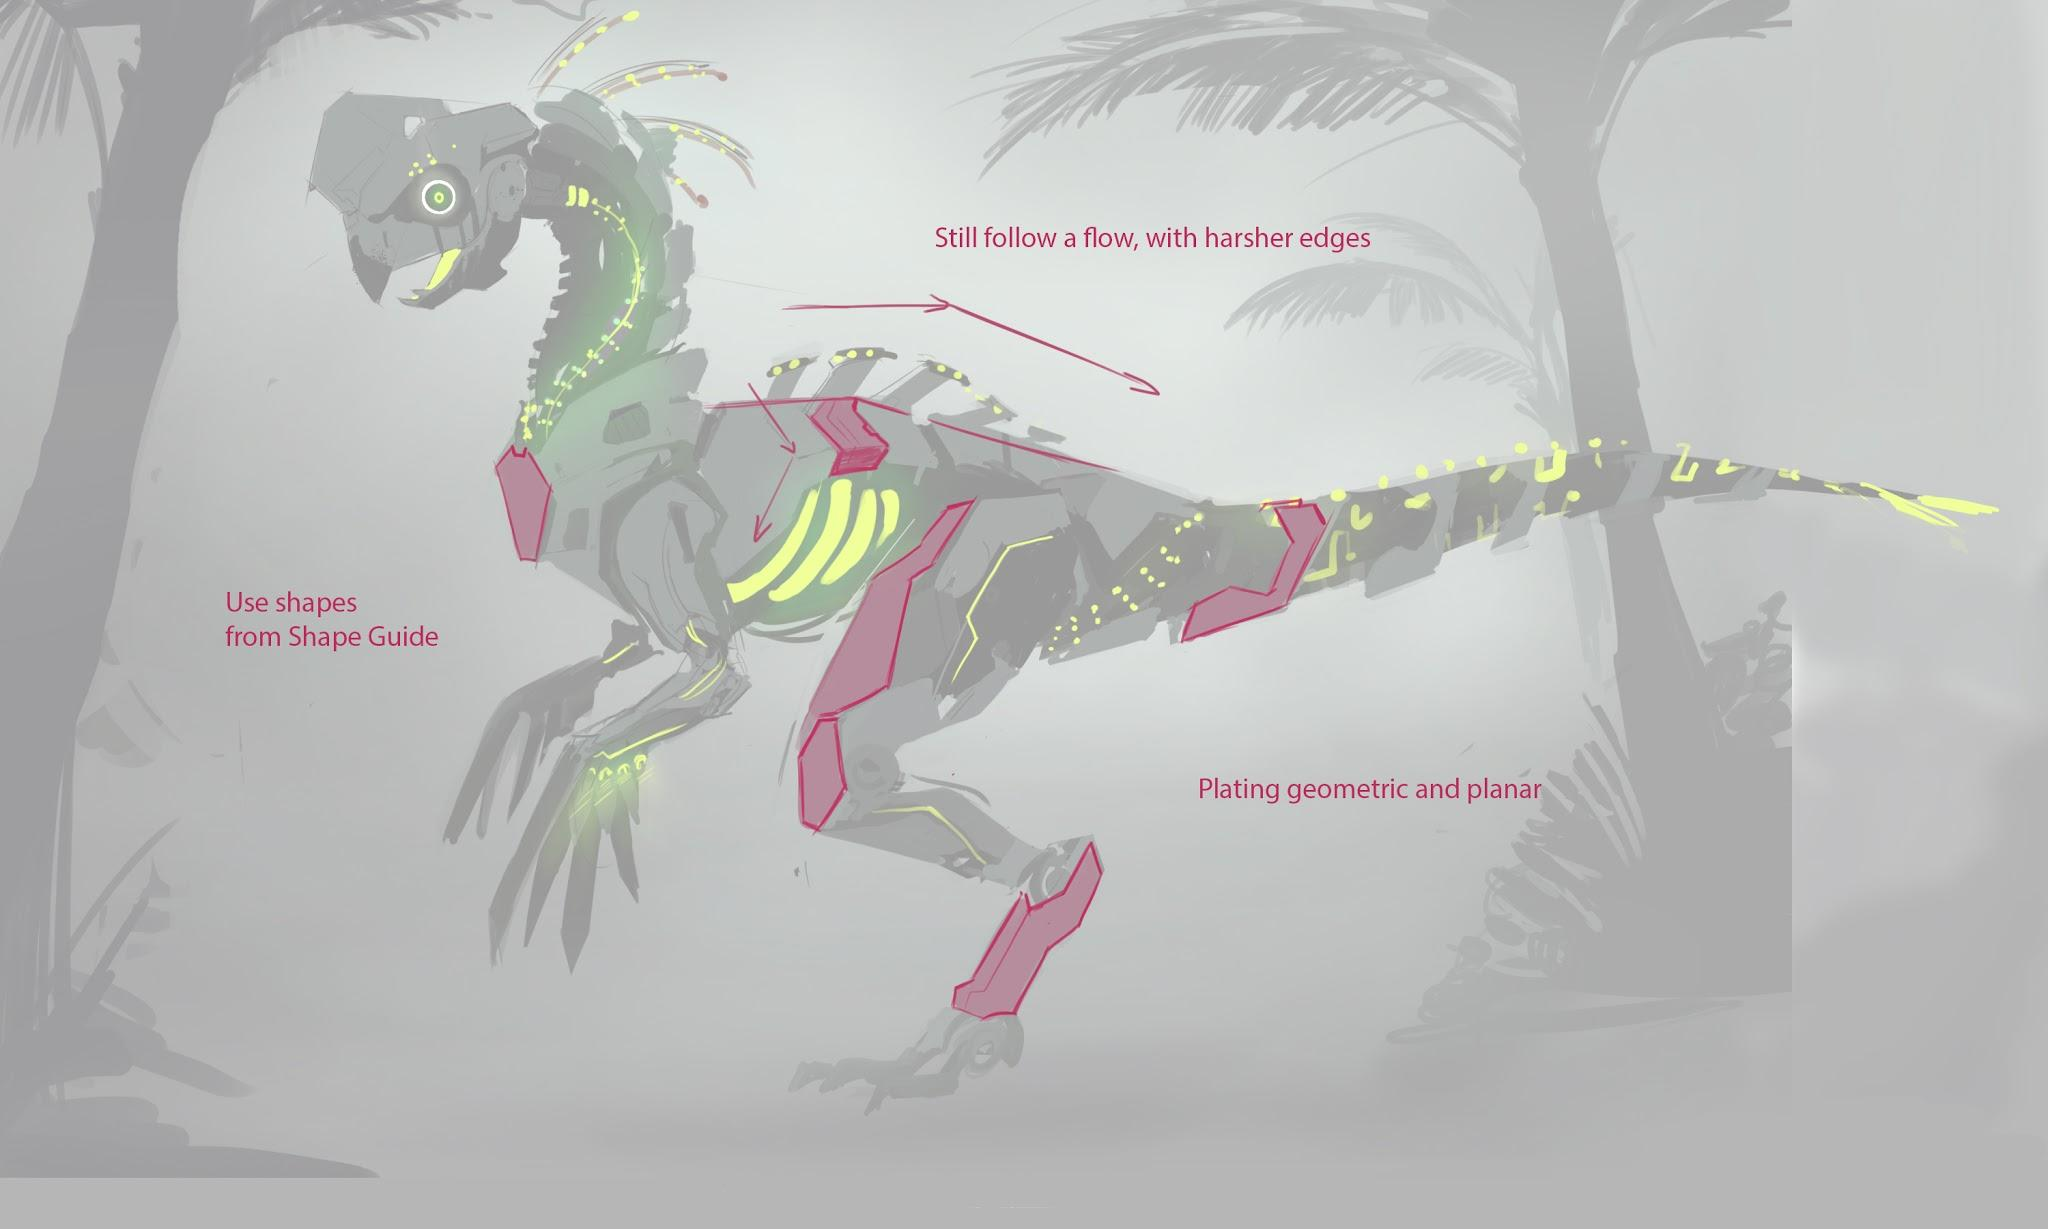 Still follow a flow, with harsher edges
Use shapes
from Shape Guide
Plating geometric and planar